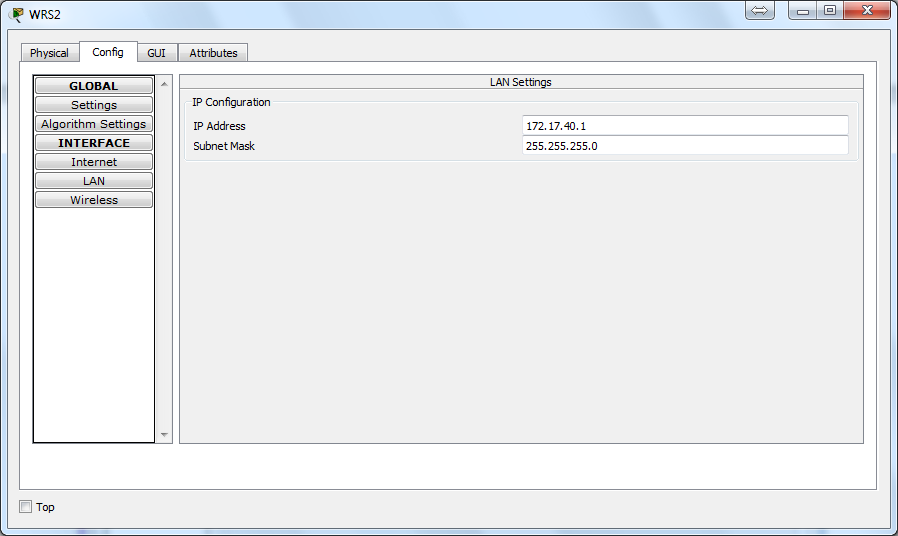 WRS2
Physical Config GUI Attributes
GLOBAL
Settings
Algorithm Settings
INTERFACE
Internet
LAN
Wireless
LAN Settings
IP Configuration
IP Address 172.17.40.1
Subnet Mask 255.255.255.0
Top